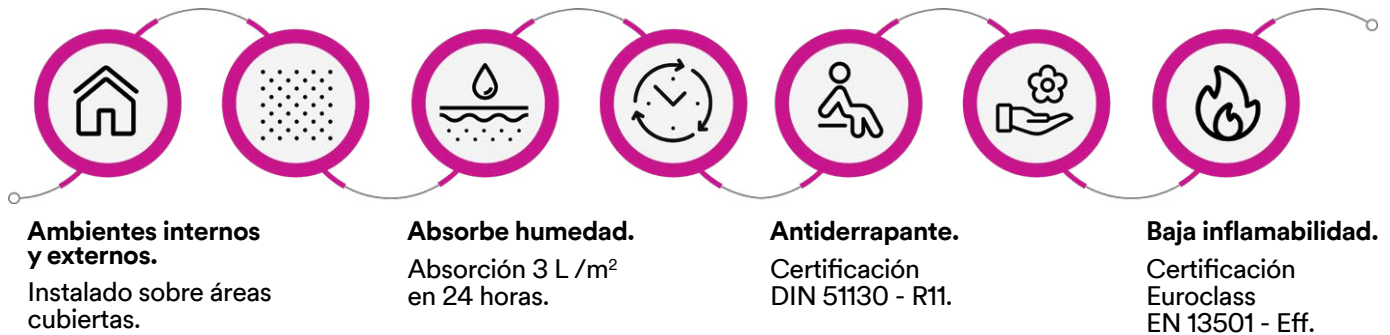 Ambientes internos
y externos.
Instalado sobre áreas
cubiertas.
Absorbe humedad.
Absorción 3 L /m²
en 24 horas.
Antiderrapante.
Certificación
DIN 51130 - R11.
Baja inflamabilidad.
Certificación
Euroclass
EN 13501 - Eff.